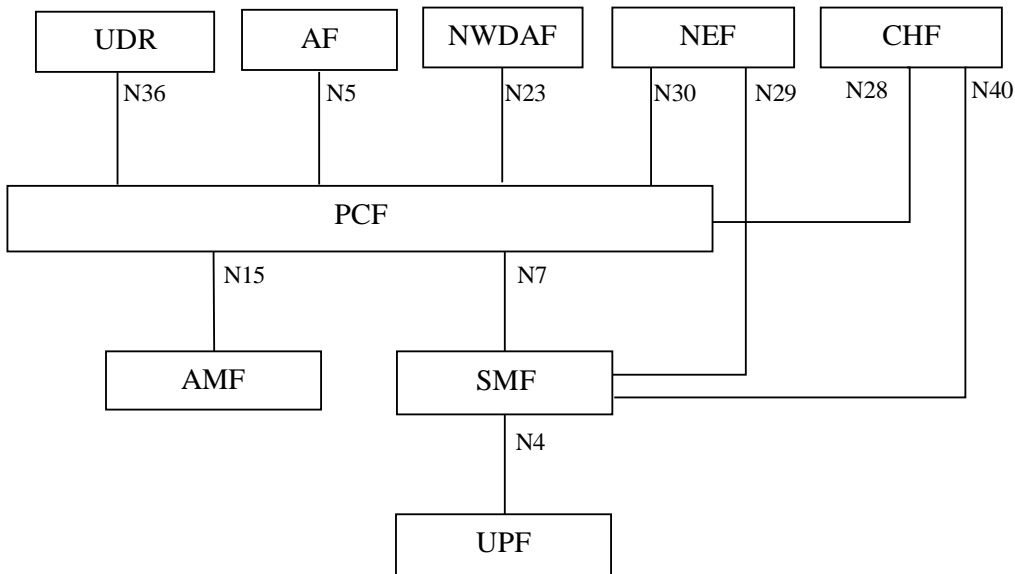 UDR
AF
NWDAF
NEF
CHF
N36
N5
N23
N30
N29
N28
N40
PCF
N15
N7
AMF
SMF
N4
UPF